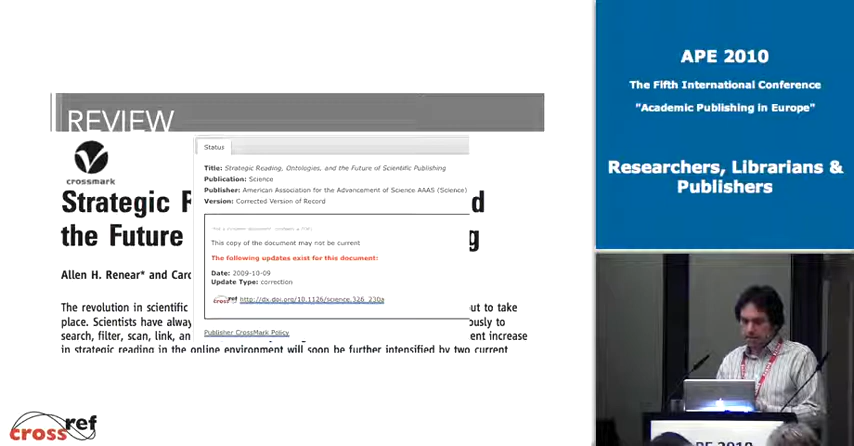 REVIEW
crossmark
Strategic R
d
the Future
g
Allen H. Renear* and Caro
The revolution in scientific
out to take
place. Scientists have alway
ously to
search, filter, scan, link, an
ent increase
in strategic reading in the online environment will soon be further intensified by two current
Status
Title: Strategic Reading, Ontologies, and the Future of Scientific Publishing
Publication: Science
Publisher: American Association for the Advancement of Science AAAS (Science)
Version: Corrected Version of Record
This copy of the document may not be current
The following updates exist for this document:
Date: 2009-10-09
Update Type: correction
crossref http://dx.doi.org/10.1126/science.326_230a
Publisher CrossMark Policy
crossref
APE 2010
The Fifth International Conference
"Academic Publishing in Europe"
Researchers, Librarians &
Publishers
PE 2010